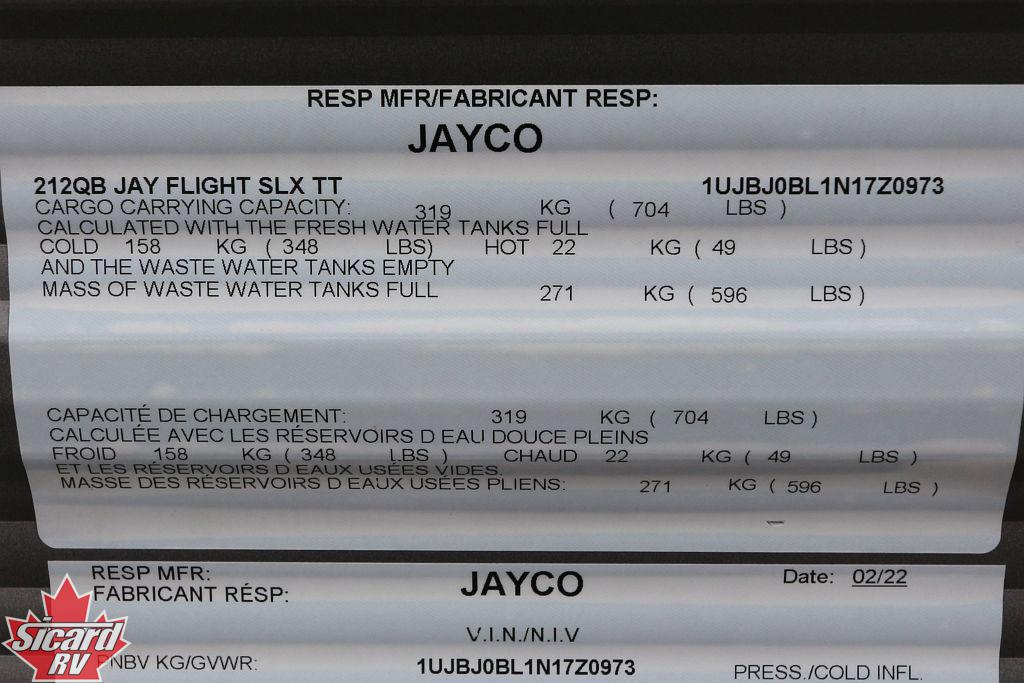 RESP MFR/FABRICANT RESP:
JAYCO
212QB JAY FLIGHT SLX TT 1UJBJ0BL1N17Z0973
CARGO CARRYING CAPACITY: 319 KG ( 704 LBS )
CALCULATED WITH THE FRESH WATER TANKS FULL
COLD 158 KG ( 348 LBS) HOT 22 KG ( 49 LBS )
AND THE WASTE WATER TANKS EMPTY
MASS OF WASTE WATER TANKS FULL 271 KG ( 596 LBS )
CAPACITÉ DE CHARGEMENT: 319 KG ( 704 LBS )
CALCULÉE AVEC LES RÉSERVOIRS D EAU DOUCE PLEINS
FROID 158 KG ( 348 LBS ) CHAUD 22 KG ( 49 LBS )
ET LES RÉSERVOIRS D EAUX USÉES VIDES.
MASSE DES RÉSERVOIRS D EAUX USÉES PLIENS: 271 KG ( 596 LBS )
RESP MFR: JAYCO Date: 02/22
FABRICANT RÉSP:
V.I.N./N.I.V
PNBV KG/GVWR: 1UJBJ0BL1N17Z0973 PRESS./COLD INFL.
Sicard
RV